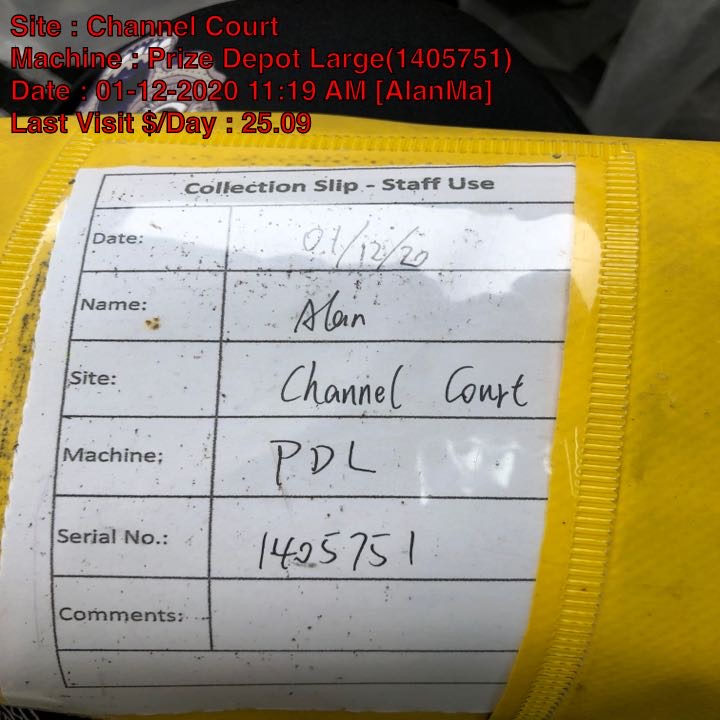 Site : Channel Court
Machine : Prize Depot Large(1405751)
Date : 01-12-2020 11:19 AM [AlanMa]
Last Visit $/Day : 25.09
Collection Slip - Staff Use
Date: 01/12/20
Name: Alan
Site: Channel Court
Machine: PDL
Serial No.: 1405751
Comments: